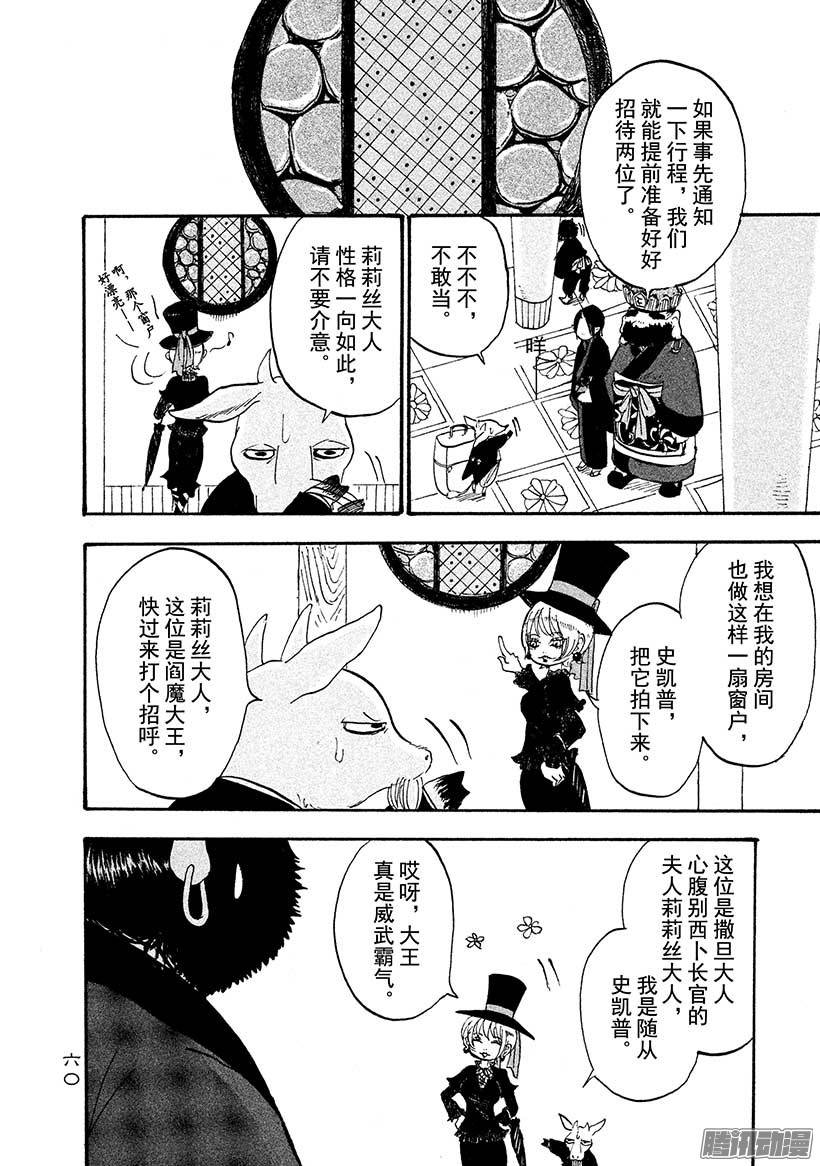 如果事先通知
一下行程，我们
就能提前准备好好
招待两位了。
不不不，
不敢当。
咩
莉莉丝大人
性格一向如此，
请不要介意。
啊，那个窗户
好漂亮——
我想在我的房间
也做这样一扇窗户，
史凯普，
把它拍下来。
莉莉丝大人，
这位是阎魔大王，
快过来打个招呼。
这位是撒旦大人
心腹别西卜长官的
夫人莉莉丝大人，
我是随从
史凯普。
哎呀，大王
真是威武霸气。
六〇
腾讯动漫